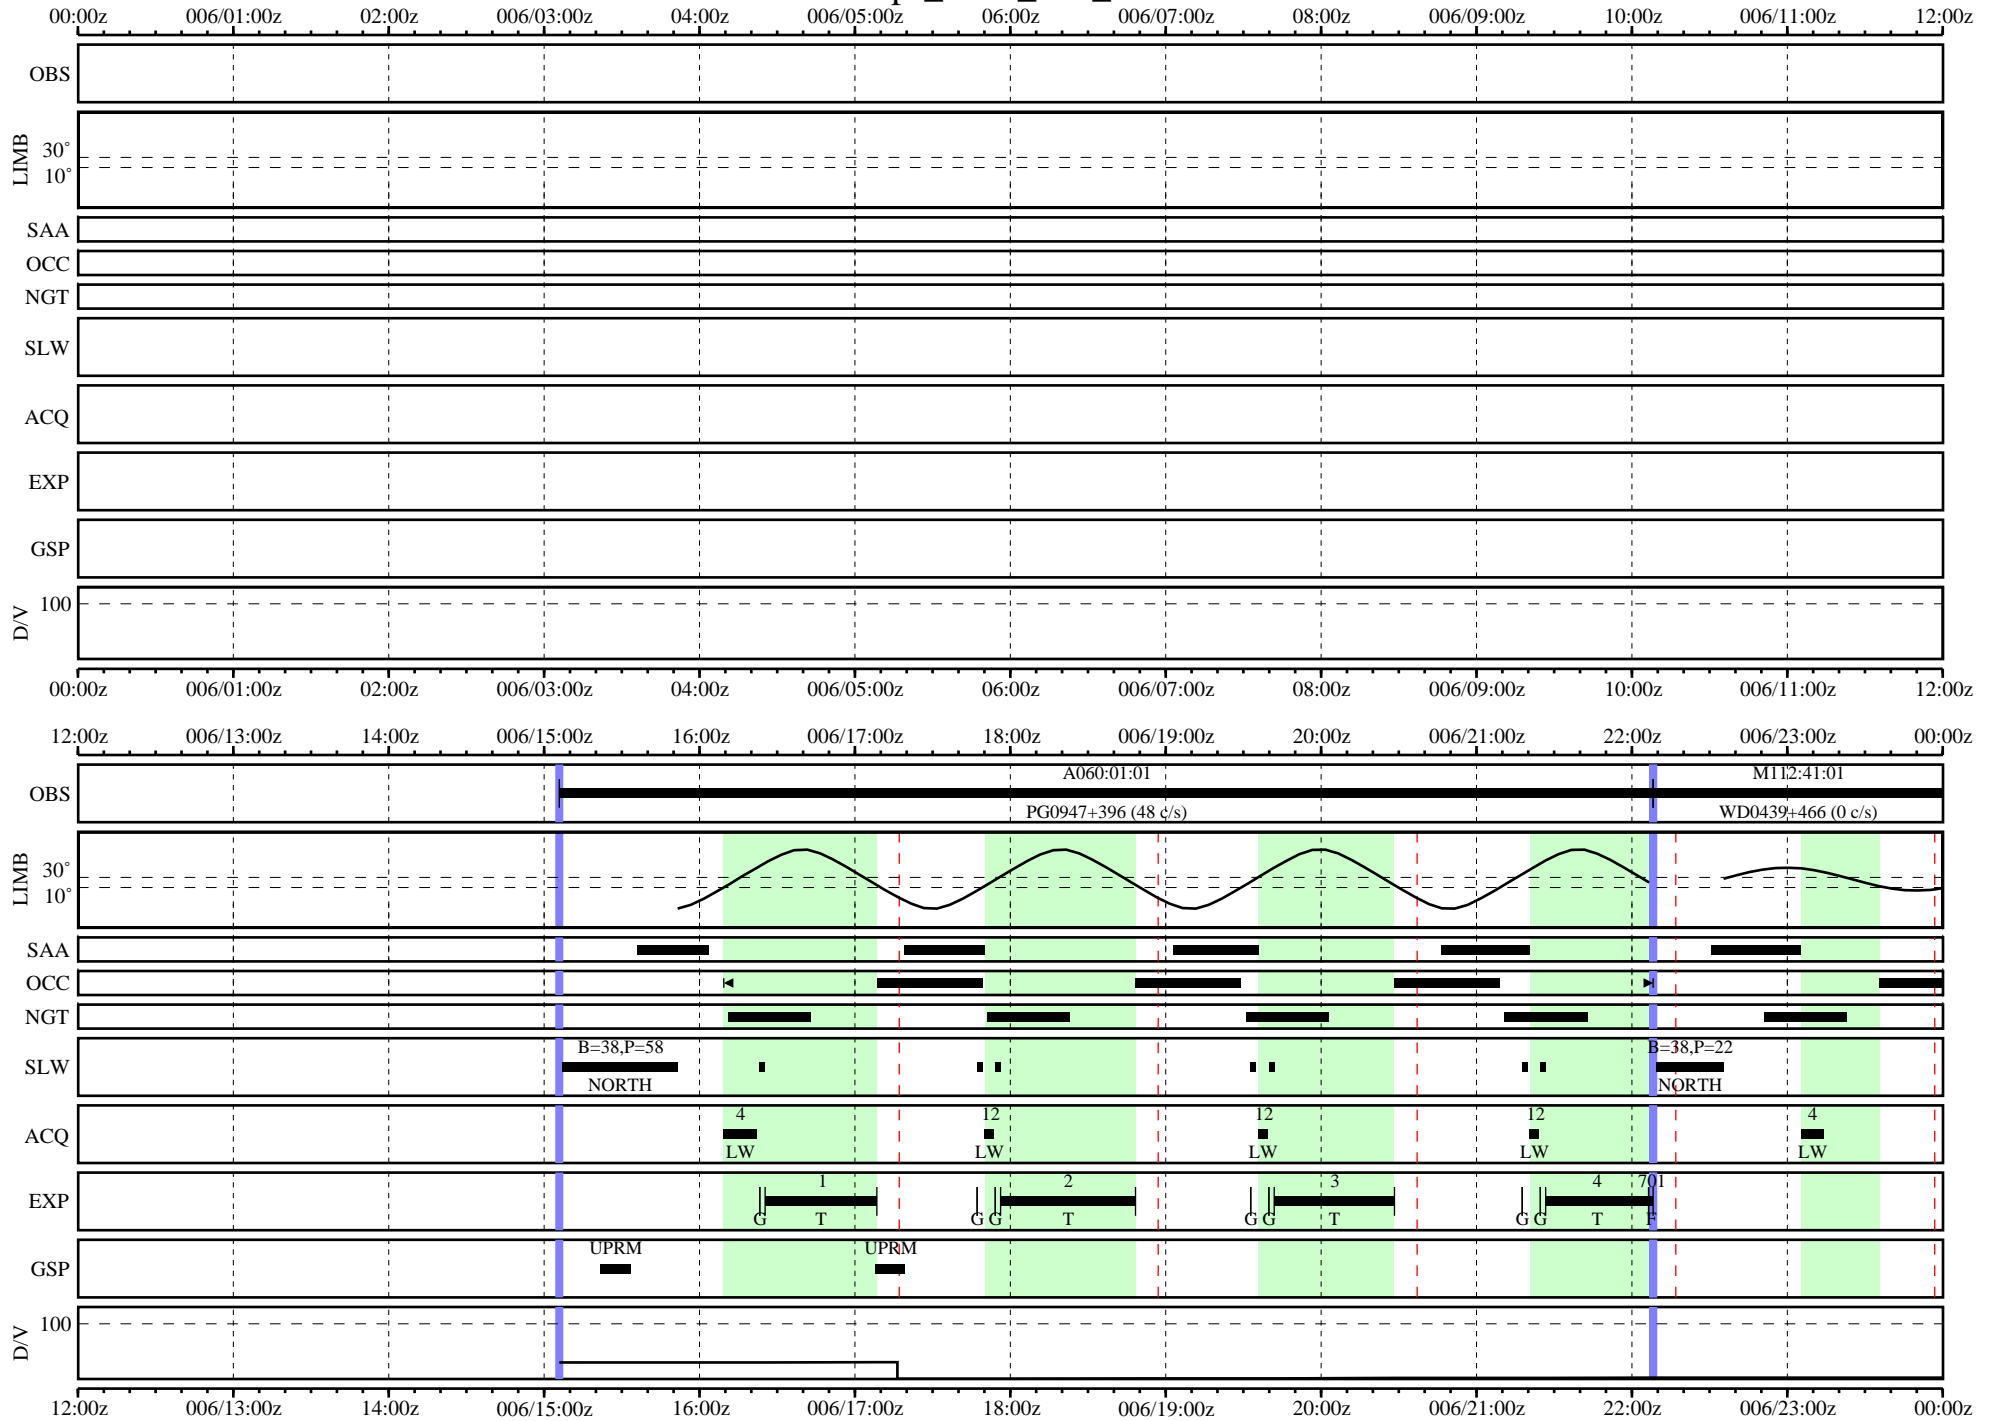 00:00z 006/01:00z 02:00z 006/03:00z 04:00z 006/05:00z 06:00z 006/07:00z 08:00z 006/09:00z 10:00z 006/11:00z 12:00z
OBS
LIMB 30° 10°
SAA
OCC
NGT
SLW
ACQ
EXP
GSP
D/V 100
00:00z 006/01:00z 02:00z 006/03:00z 04:00z 006/05:00z 06:00z 006/07:00z 08:00z 006/09:00z 10:00z 006/11:00z 12:00z
12:00z 006/13:00z 14:00z 006/15:00z 16:00z 006/17:00z 18:00z 006/19:00z 20:00z 006/21:00z 22:00z 006/23:00z 00:00z
A060:01:01 M112:41:01
OBS
PG0947+396 (48 c/s) WD0439+466 (0 c/s)
LIMB 30° 10°
SAA
OCC
NGT
B=38,P=58 B=38,P=22
SLW
NORTH NORTH
4 12 12 12 4
ACQ
LW LW LW LW LW
1 2 3 4 701
EXP
G T G G T G G T G G T F
UPRM UPRM
GSP
D/V 100
12:00z 006/13:00z 14:00z 006/15:00z 16:00z 006/17:00z 18:00z 006/19:00z 20:00z 006/21:00z 22:00z 006/23:00z 00:00z